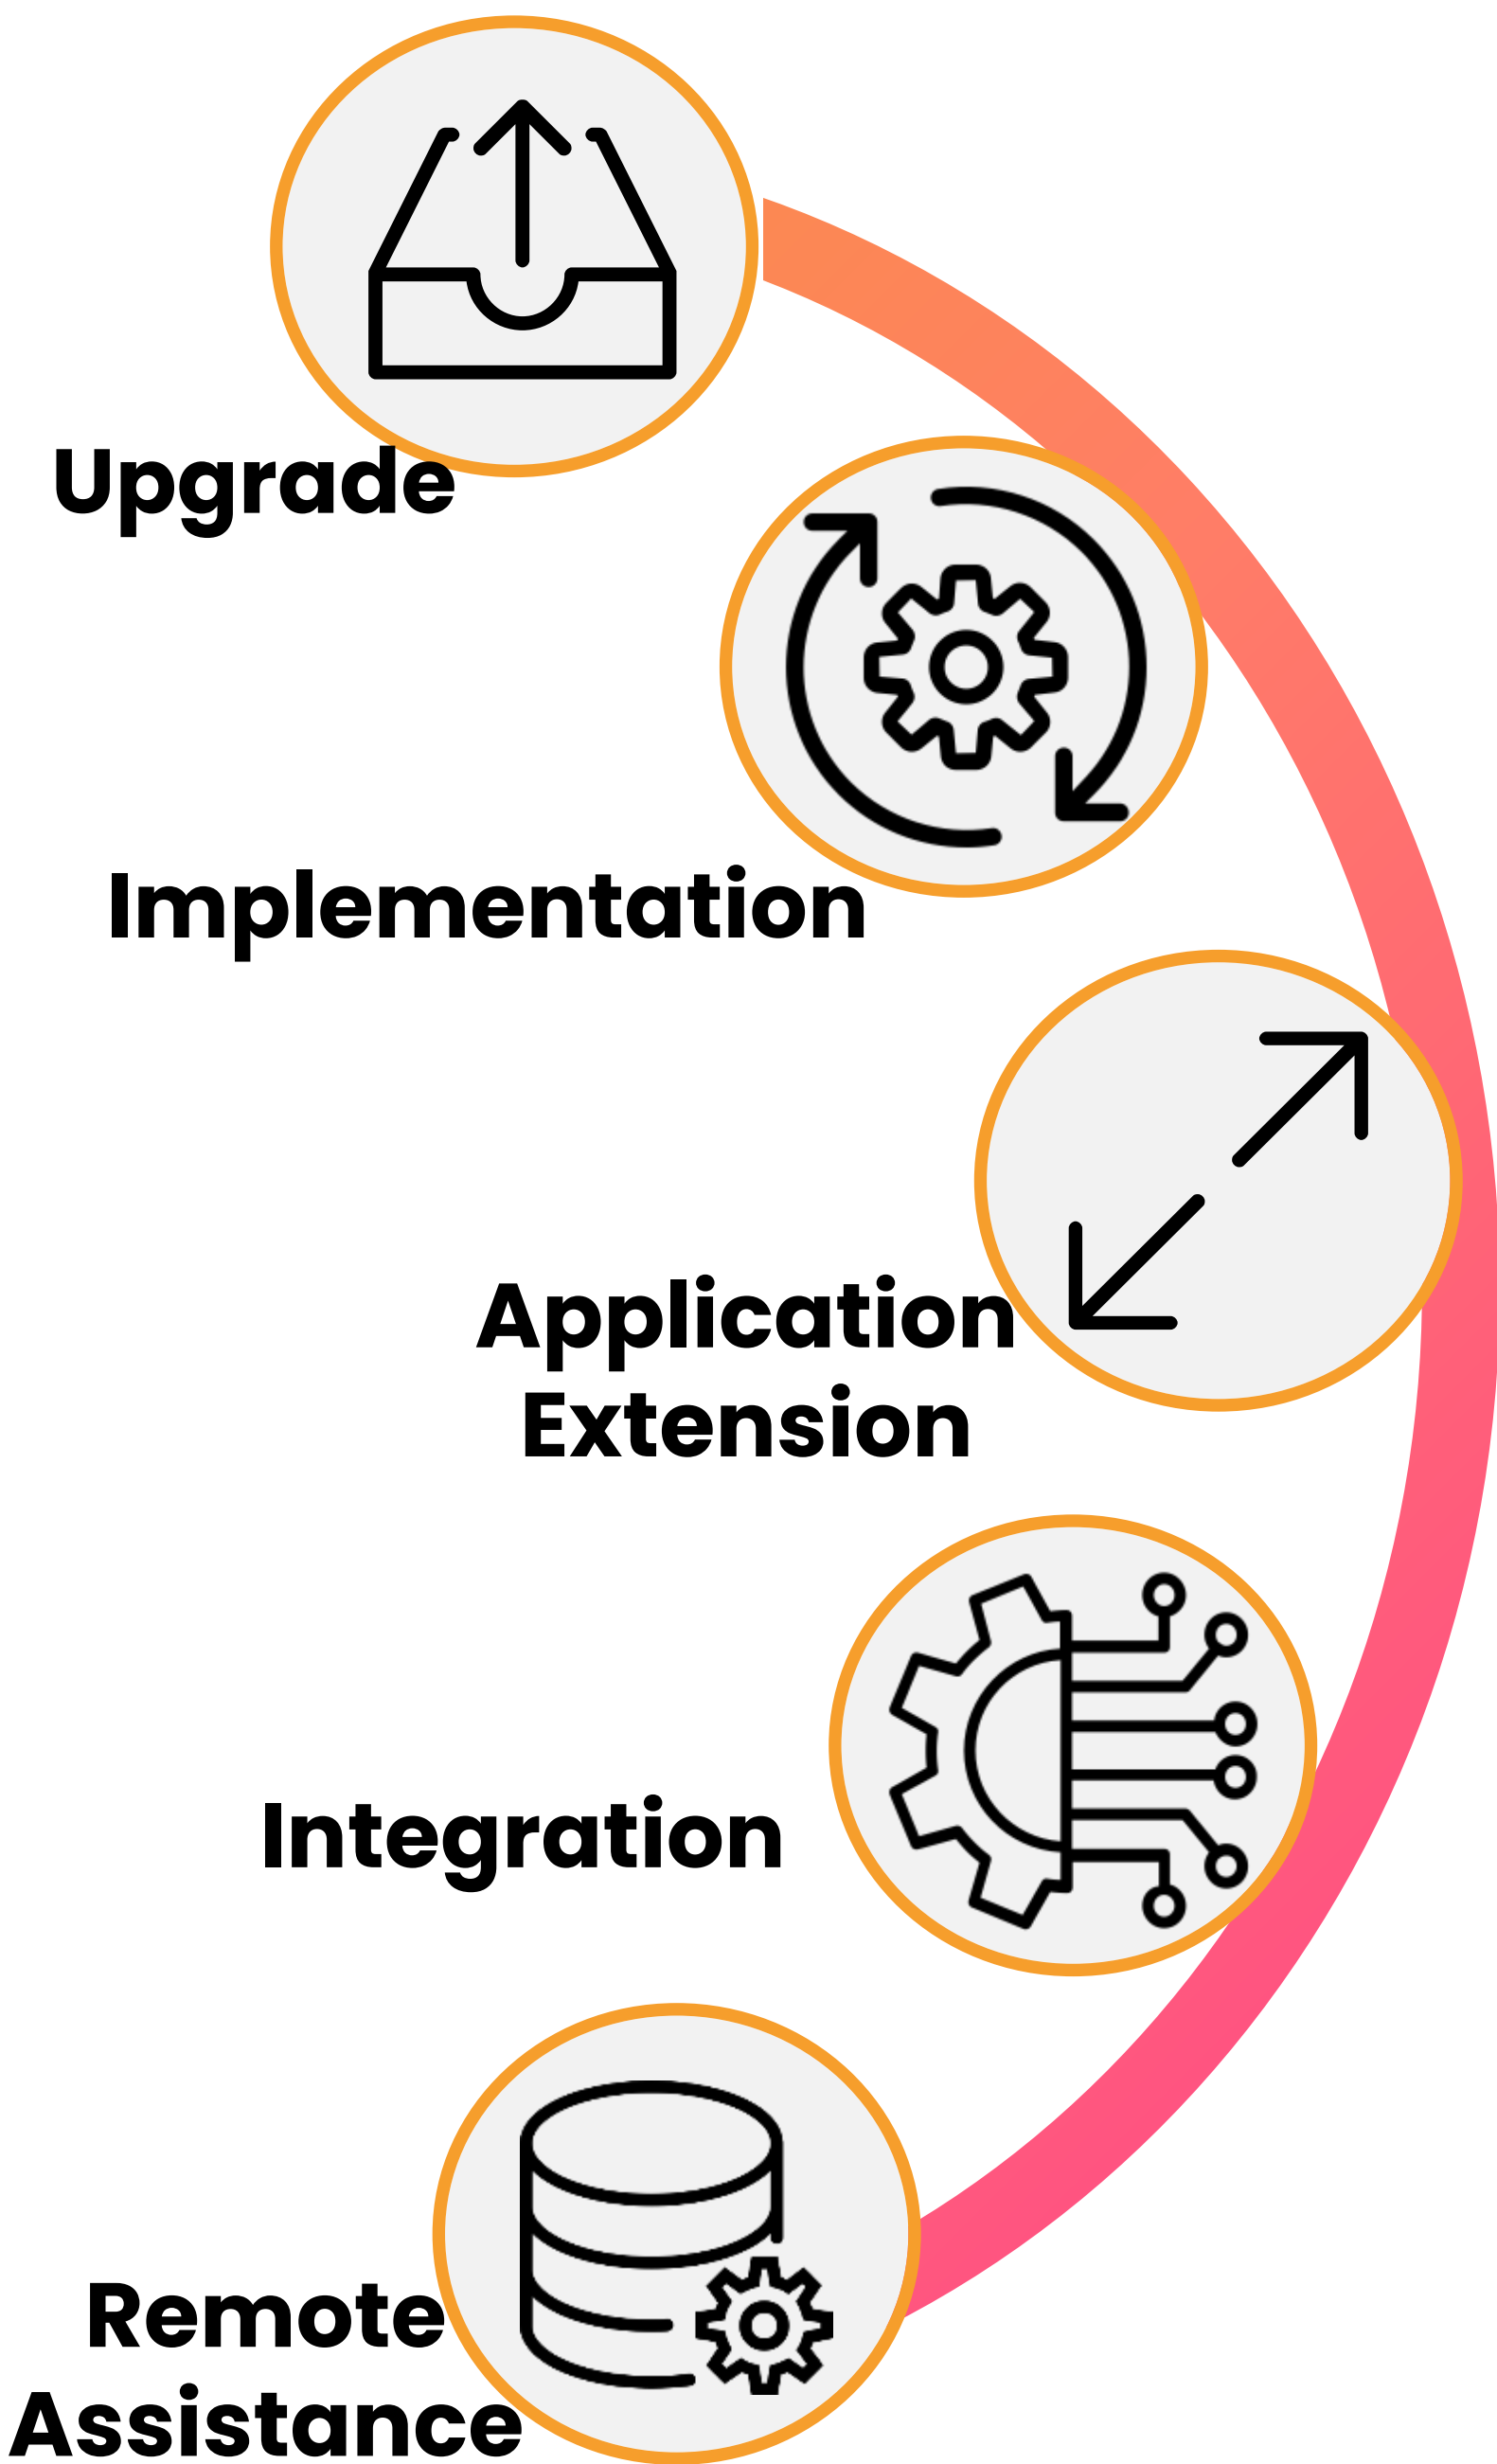 Upgrade
Implementation
Application
Extension
Integration
Remote
Assistance